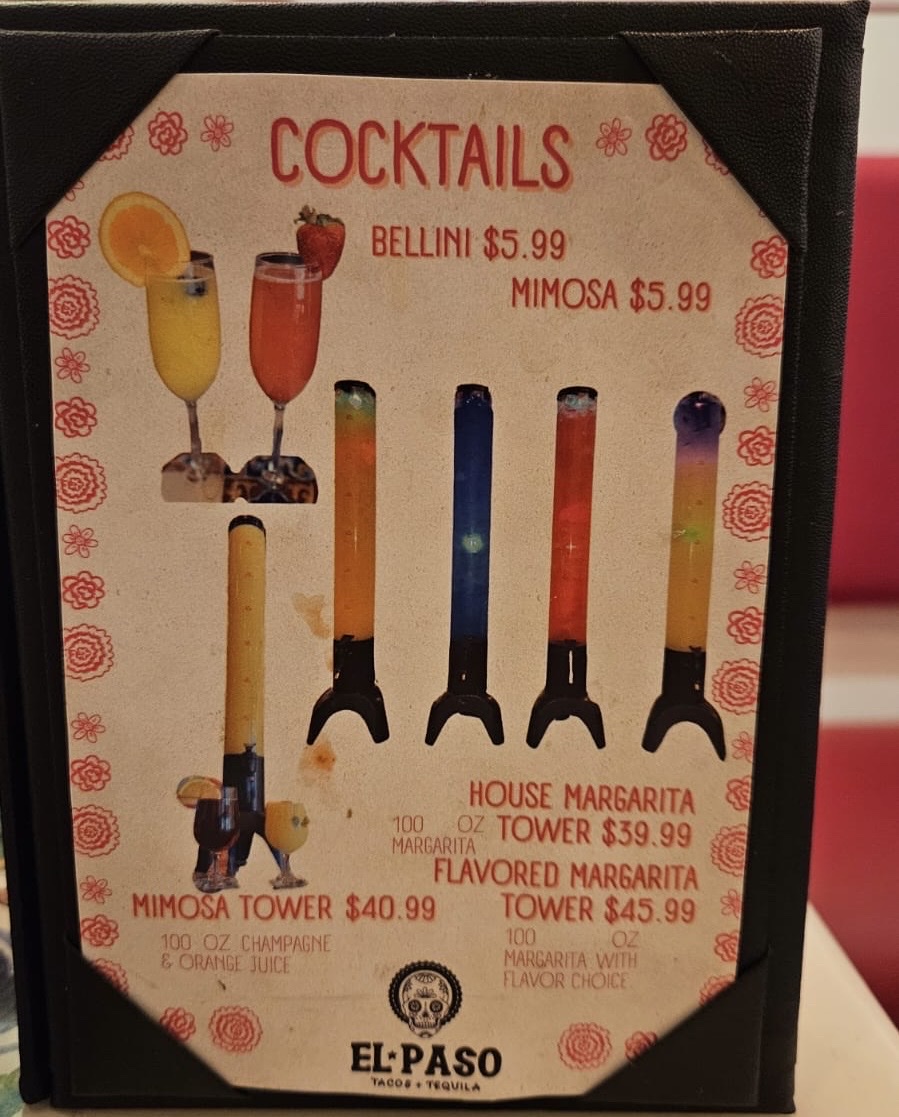 COCKTAILS
BELLINI $5.99
MIMOSA $5.99
HOUSE MARGARITA
TOWER $39.99
100 OZ
MARGARITA
FLAVORED MARGARITA
TOWER $45.99
100 OZ
MARGARITA WITH
FLAVOR CHOICE
MIMOSA TOWER $40.99
100 OZ CHAMPAGNE
& ORANGE JUICE
EL★PASO
TACOS + TEQUILA